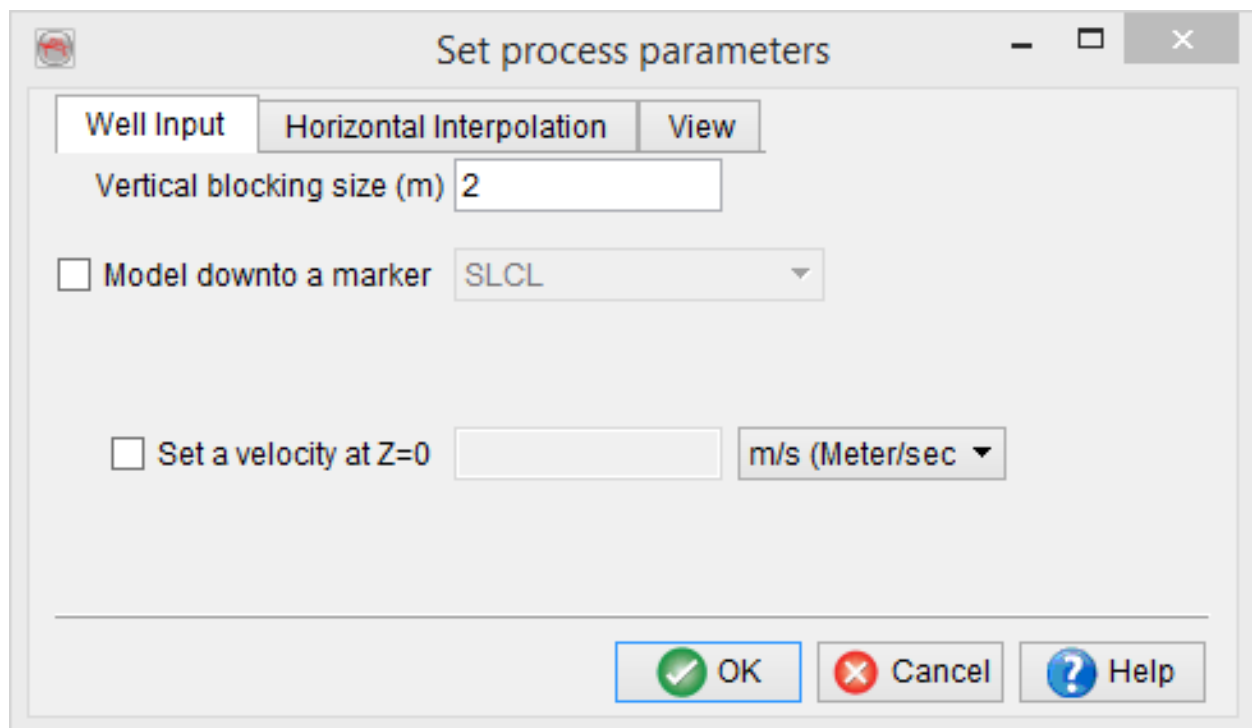 Set process parameters
Well Input Horizontal Interpolation View
Vertical blocking size (m) 2
Model downto a marker SLCL
Set a velocity at Z=0 m/s (Meter/sec
OK Cancel Help